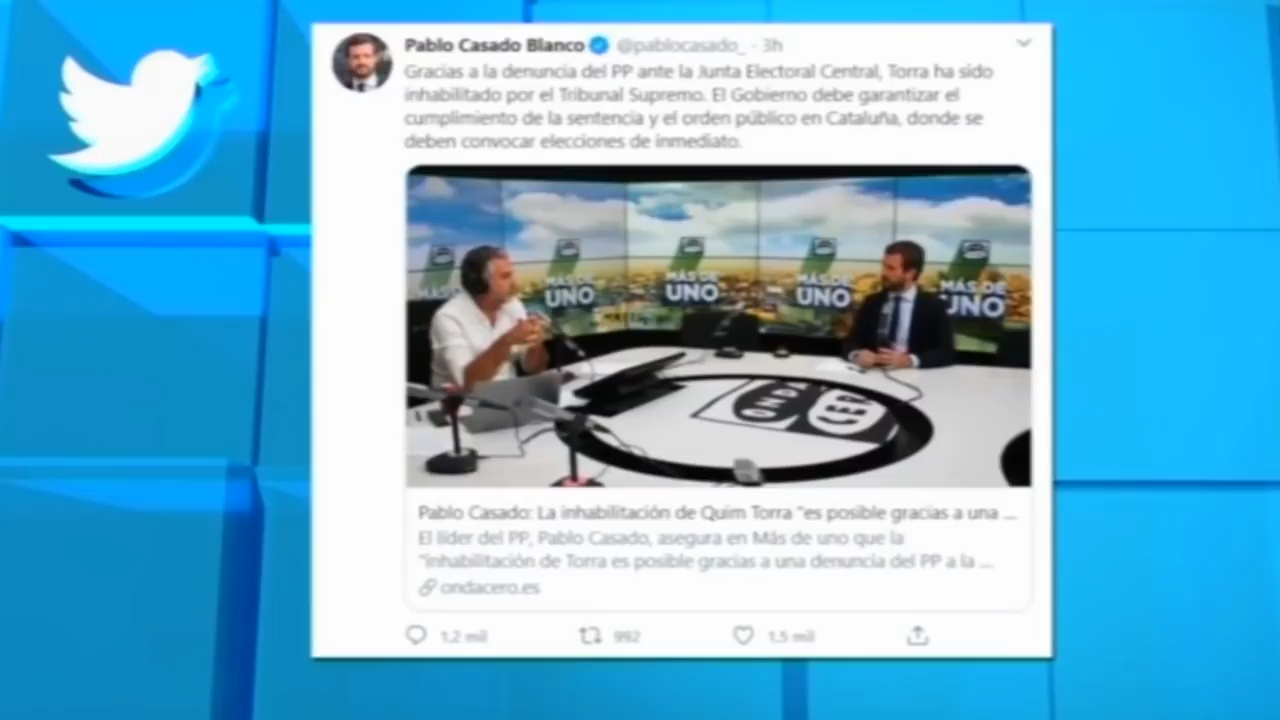 Pablo Casado Blanco @pablocasado_ · 3h
Gracias a la denuncia del PP ante la Junta Electoral Central, Torra ha sido
inhabilitado por el Tribunal Supremo. El Gobierno debe garantizar el
cumplimiento de la sentencia y el orden público en Cataluña, donde se
deben convocar elecciones de inmediato.
MÁS DE
UNO
MÁS DE
UNO
MÁS DE
UNO
MÁS DE
UNO
ONDA
CER
Pablo Casado: La inhabilitación de Quim Torra "es posible gracias a una ...
El líder del PP, Pablo Casado, asegura en Más de uno que la
"inhabilitación de Torra es posible gracias a una denuncia del PP a la ...
ondacero.es
1,2 mil 992 1,5 mil